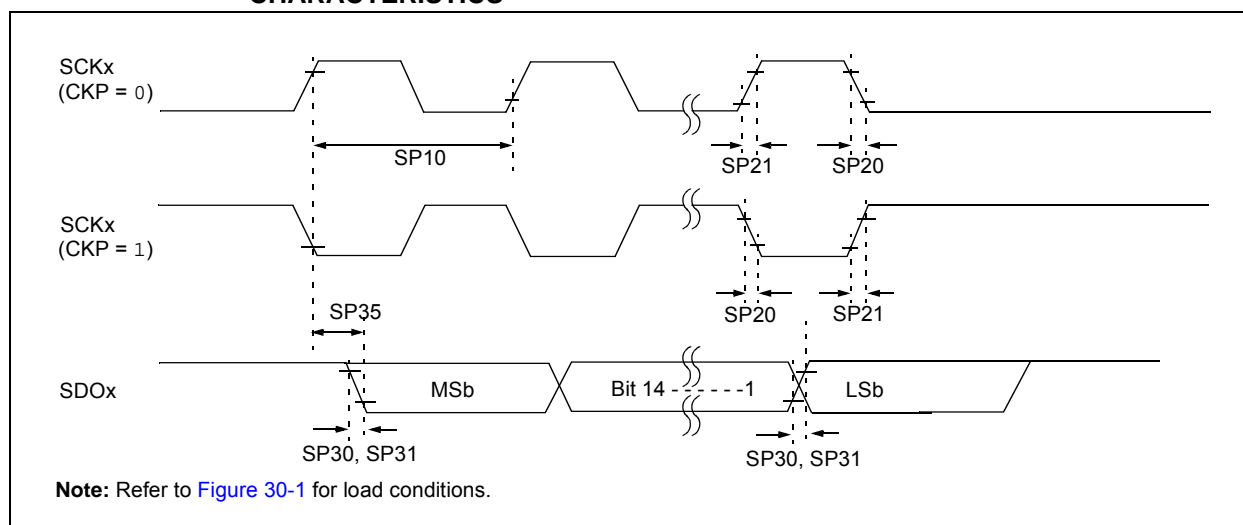 CHARACTERISTICS
SCKx
(CKP = 0)
SP10
SP21
SP20
SCKx
(CKP = 1)
SP35
SP20
SP21
SDOx
MSb
Bit 14 - - - - - -1
LSb
SP30, SP31
SP30, SP31
Note: Refer to Figure 30-1 for load conditions.